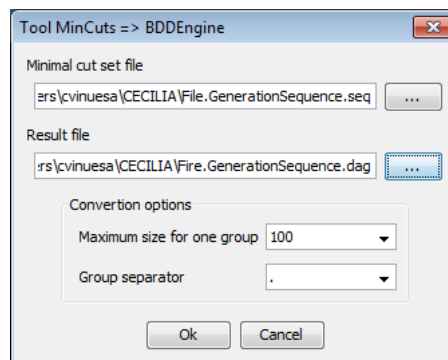 Tool MinCuts => BDDEngine
Minimal cut set file
ers\cvinuesa\CECILIA\File.GenerationSequence.seq ...
Result file
ers\cvinuesa\CECILIA\Fire.GenerationSequence.dag ...
Convertion options
Maximum size for one group 100
Group separator .
Ok Cancel